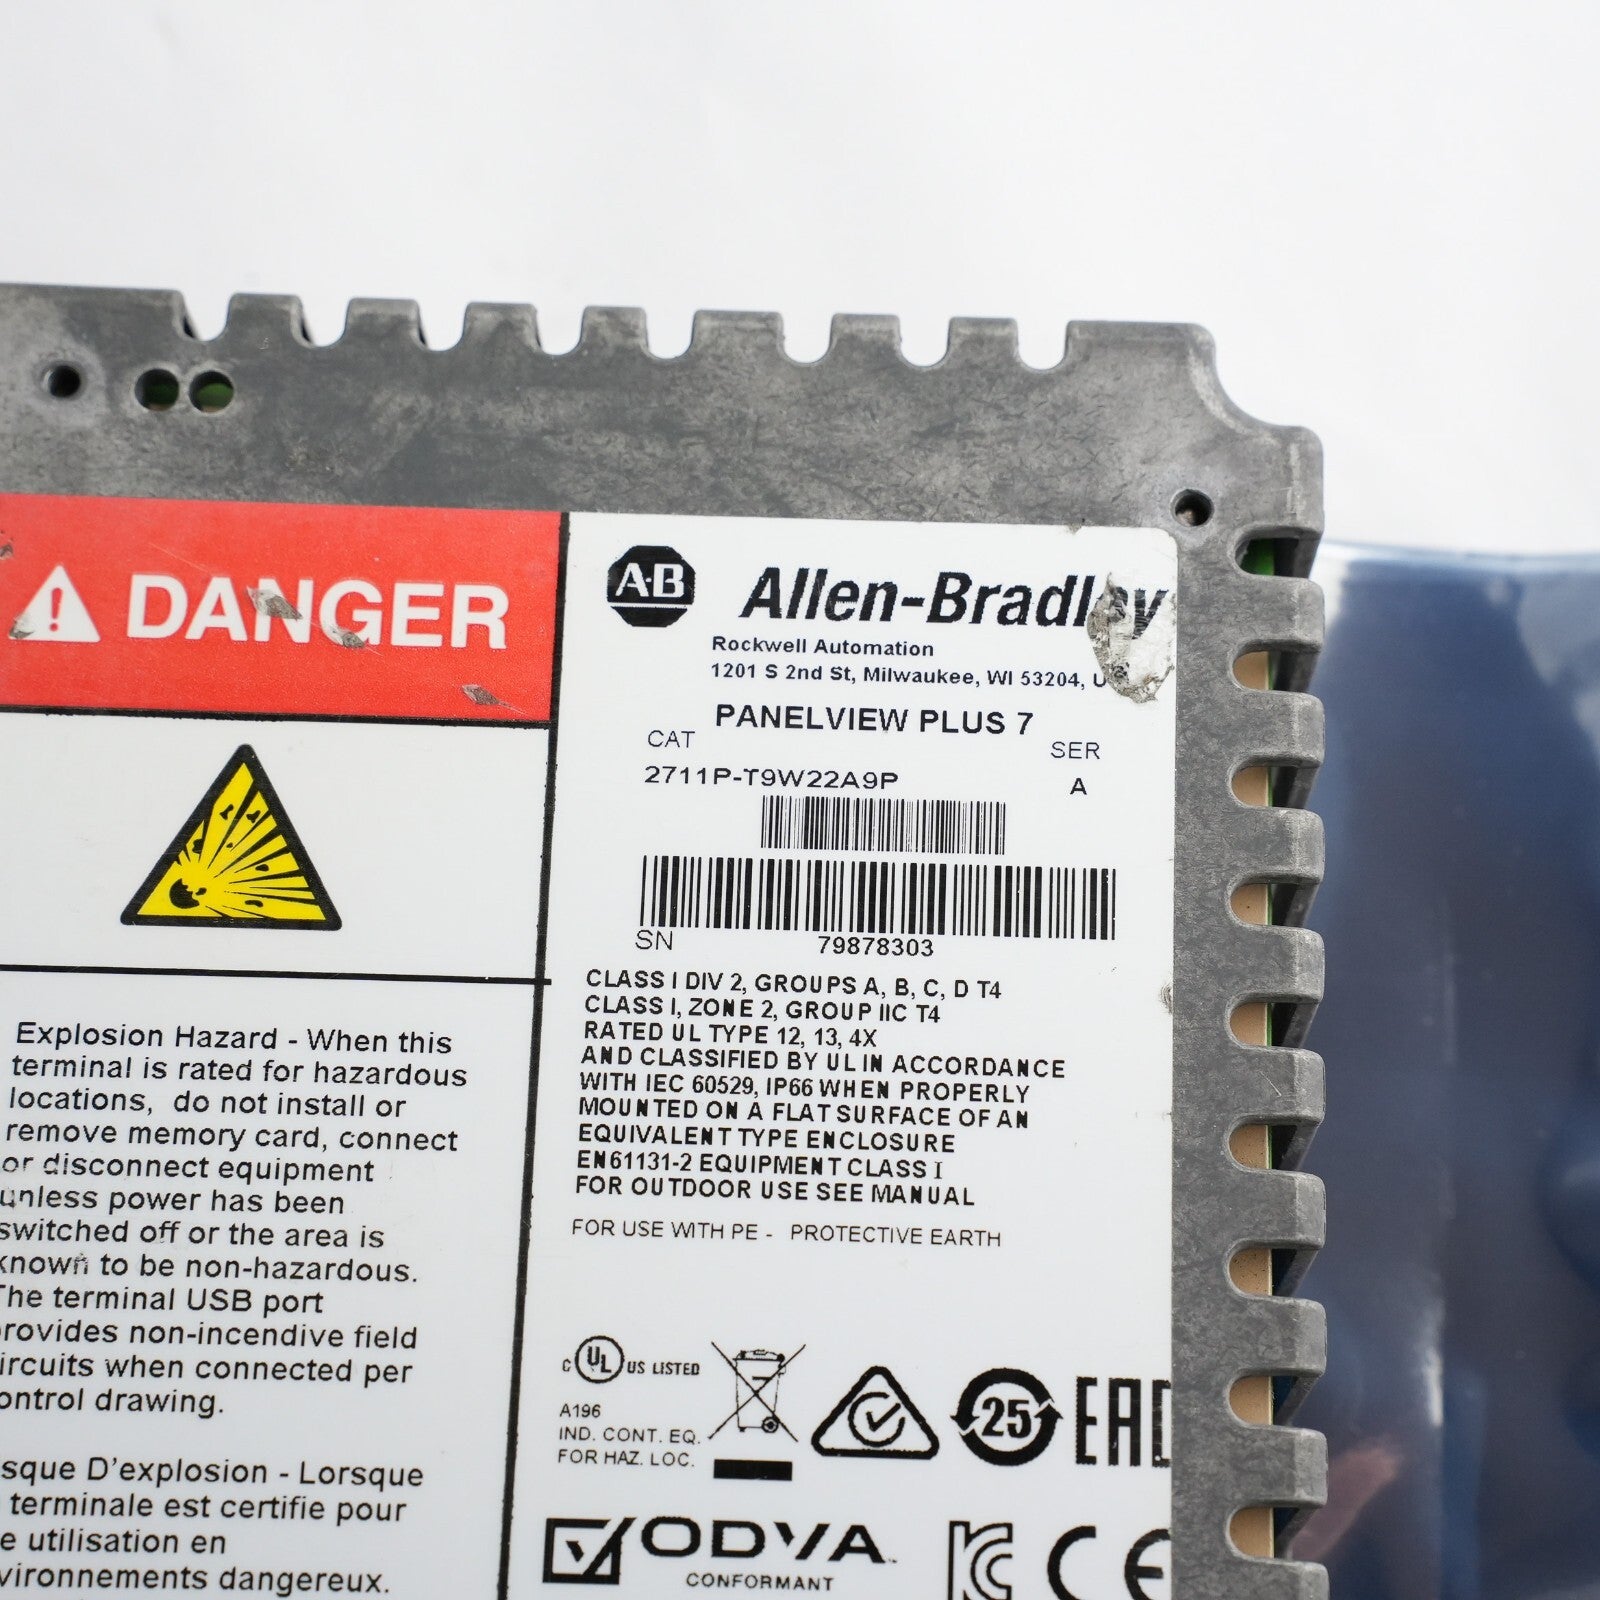 DANGER
Explosion Hazard - When this
terminal is rated for hazardous
locations, do not install or
remove memory card, connect
or disconnect equipment
unless power has been
switched off or the area is
known to be non-hazardous.
The terminal USB port
provides non-incendive field
circuits when connected per
control drawing.
D'explosion - Lorsque
terminale est certifie pour
utilisation en
dangereux.
A-B Allen-Bradley
Rockwell Automation
1201 S 2nd St, Milwaukee, WI 53204,
PANELVIEW PLUS 7
CAT SER
2711P-T9W22A9P A
SN 79878303
CLASS I DIV 2, GROUPS A, B, C, D T4
CLASS I, ZONE 2, GROUP IIC T4
RATED UL TYPE 12, 13, 4X
AND CLASSIFIED BY UL IN ACCORDANCE
WITH IEC 60529, IP66 WHEN PROPERLY
MOUNTED ON A FLAT SURFACE OF AN
EQUIVALENT TYPE ENCLOSURE
EN61131-2 EQUIPMENT CLASS I
FOR OUTDOOR USE SEE MANUAL
FOR USE WITH PE - PROTECTIVE EARTH
C UL US LISTED
A196
IND. CONT. EQ.
FOR HAZ. LOC.
25
EAC
ODVA
CONFORMANT
KC CE